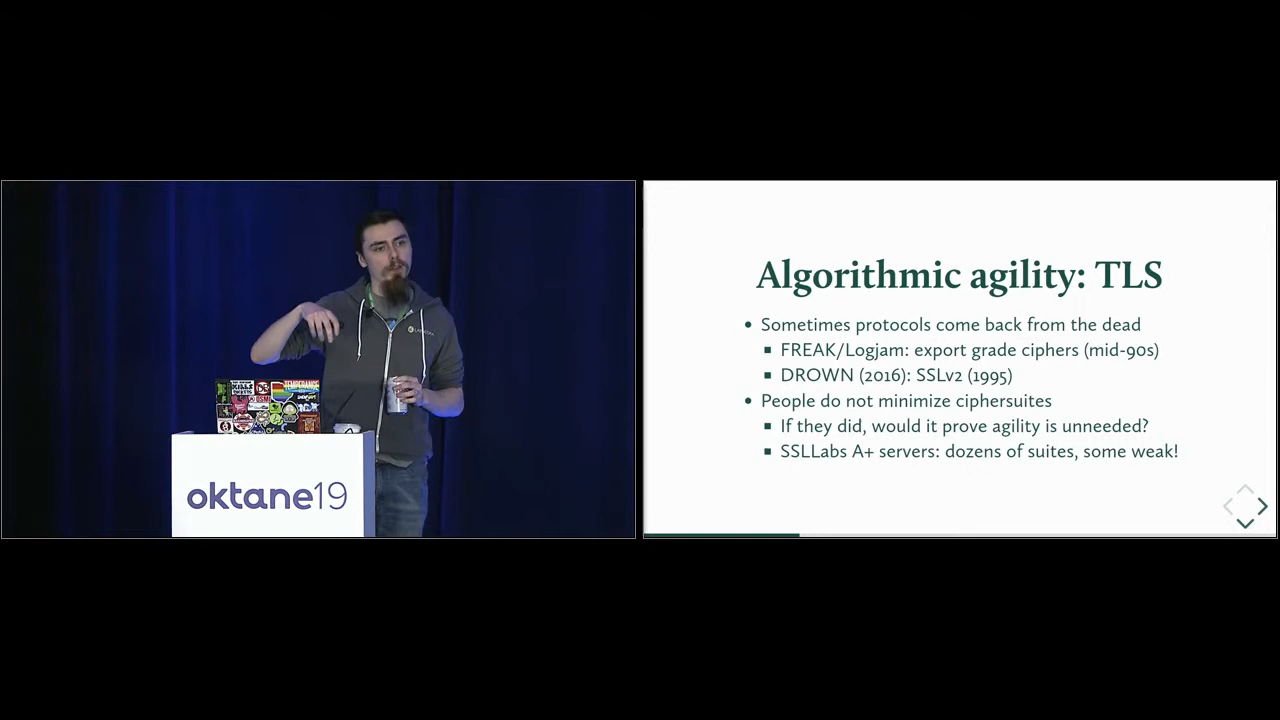 TEMPERANCE
oktane19
Algorithmic agility: TLS
• Sometimes protocols come back from the dead
▪ FREAK/Logjam: export grade ciphers (mid-90s)
▪ DROWN (2016): SSLv2 (1995)
• People do not minimize ciphersuites
▪ If they did, would it prove agility is unneeded?
▪ SSLLabs A+ servers: dozens of suites, some weak!